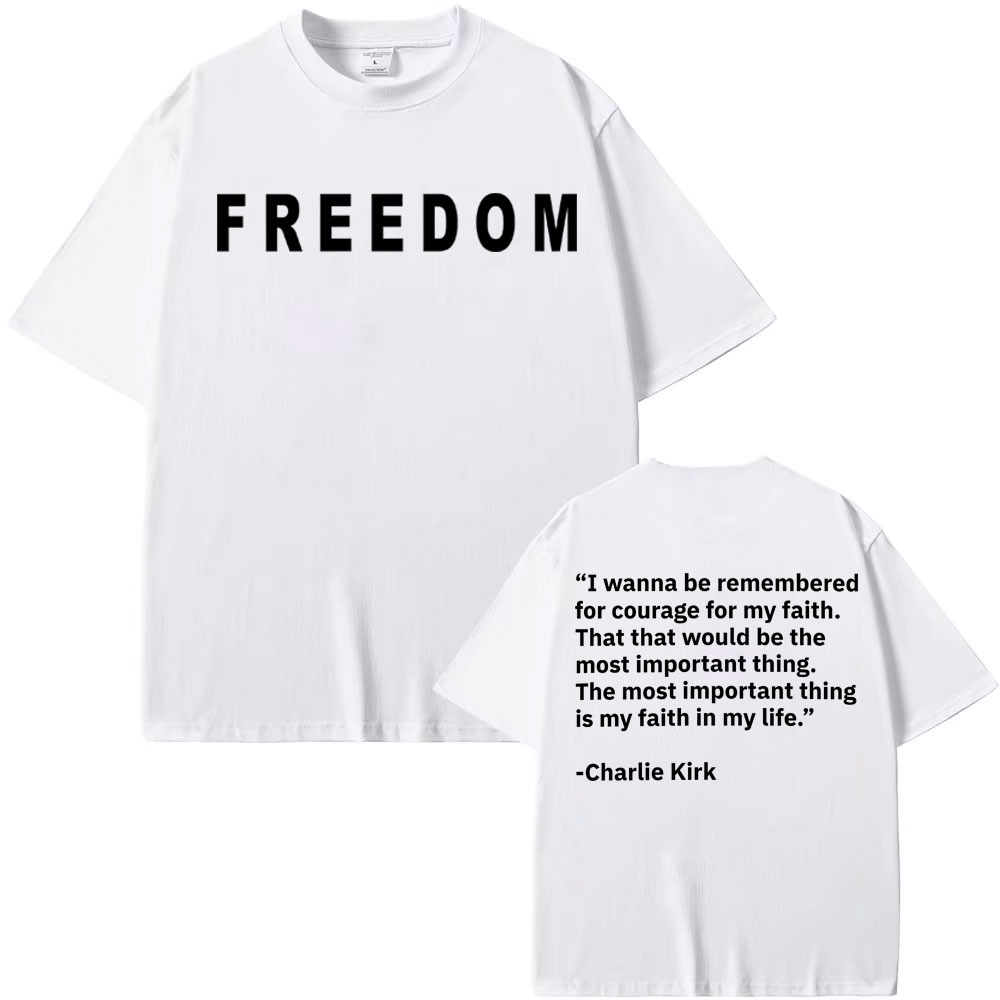 L
FREEDOM
“I wanna be remembered
for courage for my faith.
That that would be the
most important thing.
The most important thing
is my faith in my life.”
-Charlie Kirk